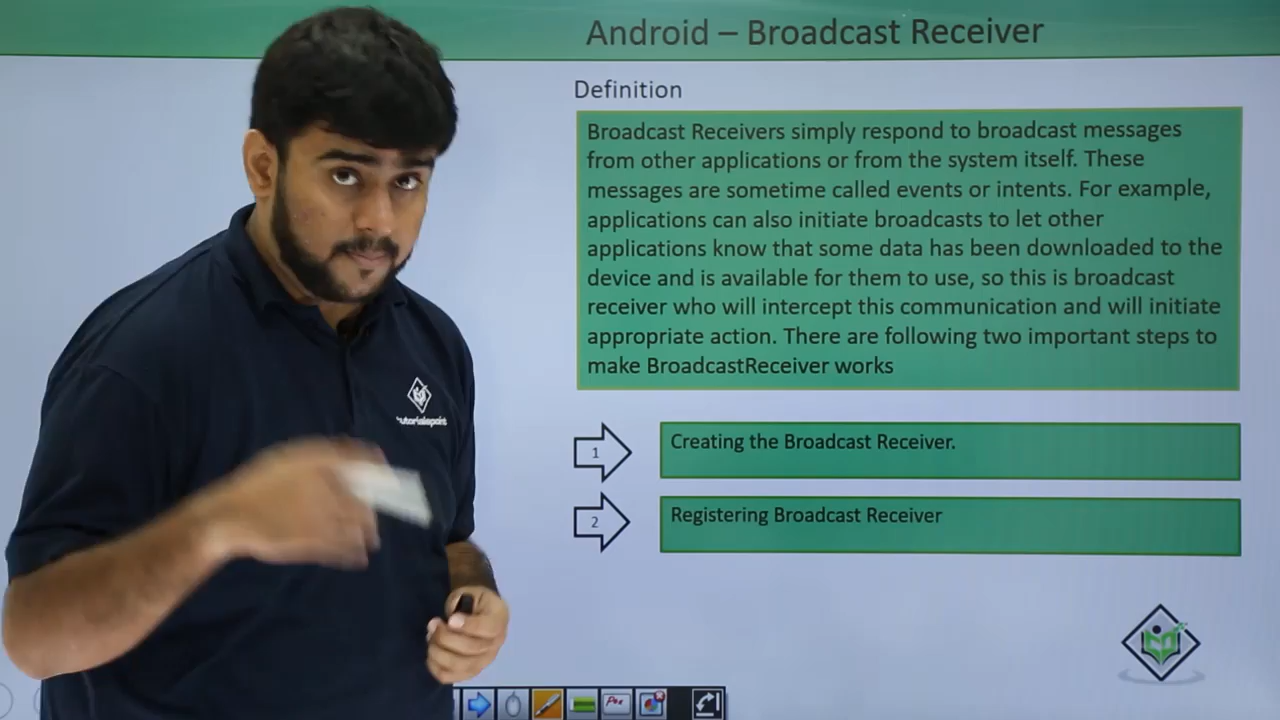 Android – Broadcast Receiver
Definition
Broadcast Receivers simply respond to broadcast messages
from other applications or from the system itself. These
messages are sometime called events or intents. For example,
applications can also initiate broadcasts to let other
applications know that some data has been downloaded to the
device and is available for them to use, so this is broadcast
receiver who will intercept this communication and will initiate
appropriate action. There are following two important steps to
make BroadcastReceiver works
1
Creating the Broadcast Receiver.
2
Registering Broadcast Receiver
tutorialspoint